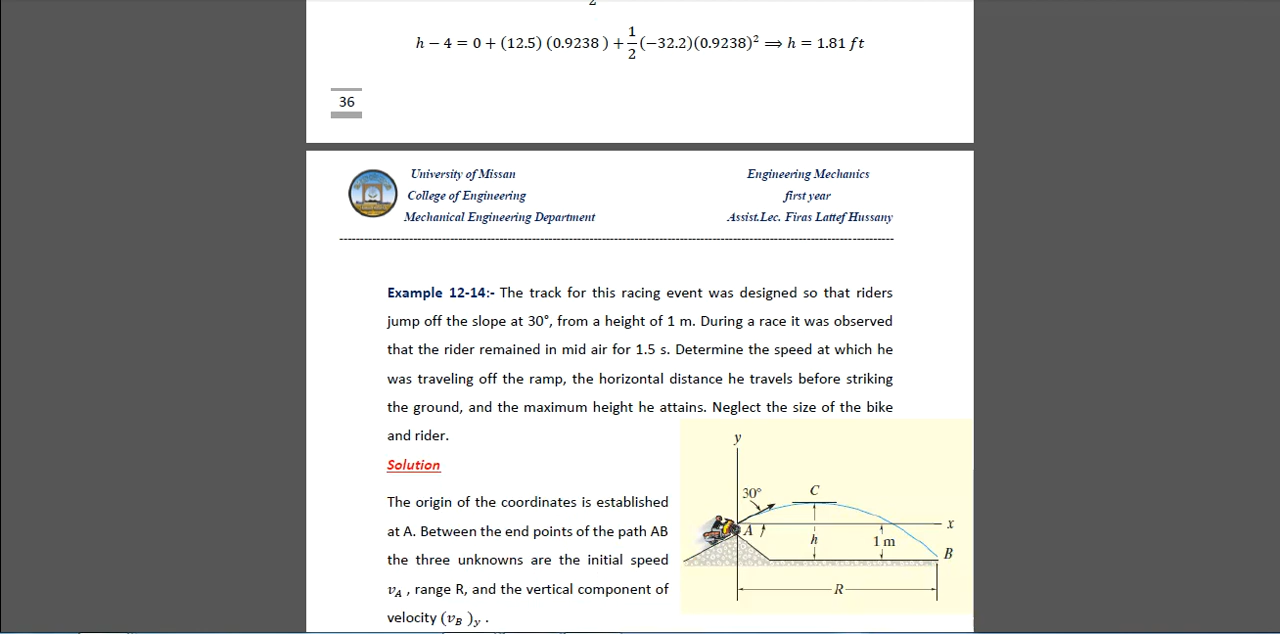 2
h − 4 = 0 + (12.5) (0.9238 ) + 1/2 (−32.2)(0.9238)² ⟹ h = 1.81 ft
36
University of Missan
Engineering Mechanics
College of Engineering
first year
Mechanical Engineering Department
Assist.Lec. Firas Lattef Hussany
Example 12-14:- The track for this racing event was designed so that riders
jump off the slope at 30°, from a height of 1 m. During a race it was observed
that the rider remained in mid air for 1.5 s. Determine the speed at which he
was traveling off the ramp, the horizontal distance he travels before striking
the ground, and the maximum height he attains. Neglect the size of the bike
and rider.
Solution
The origin of the coordinates is established
at A. Between the end points of the path AB
the three unknowns are the initial speed
v_A , range R, and the vertical component of
velocity (v_B )_y .
y
30°
C
A
x
h
1 m
B
R